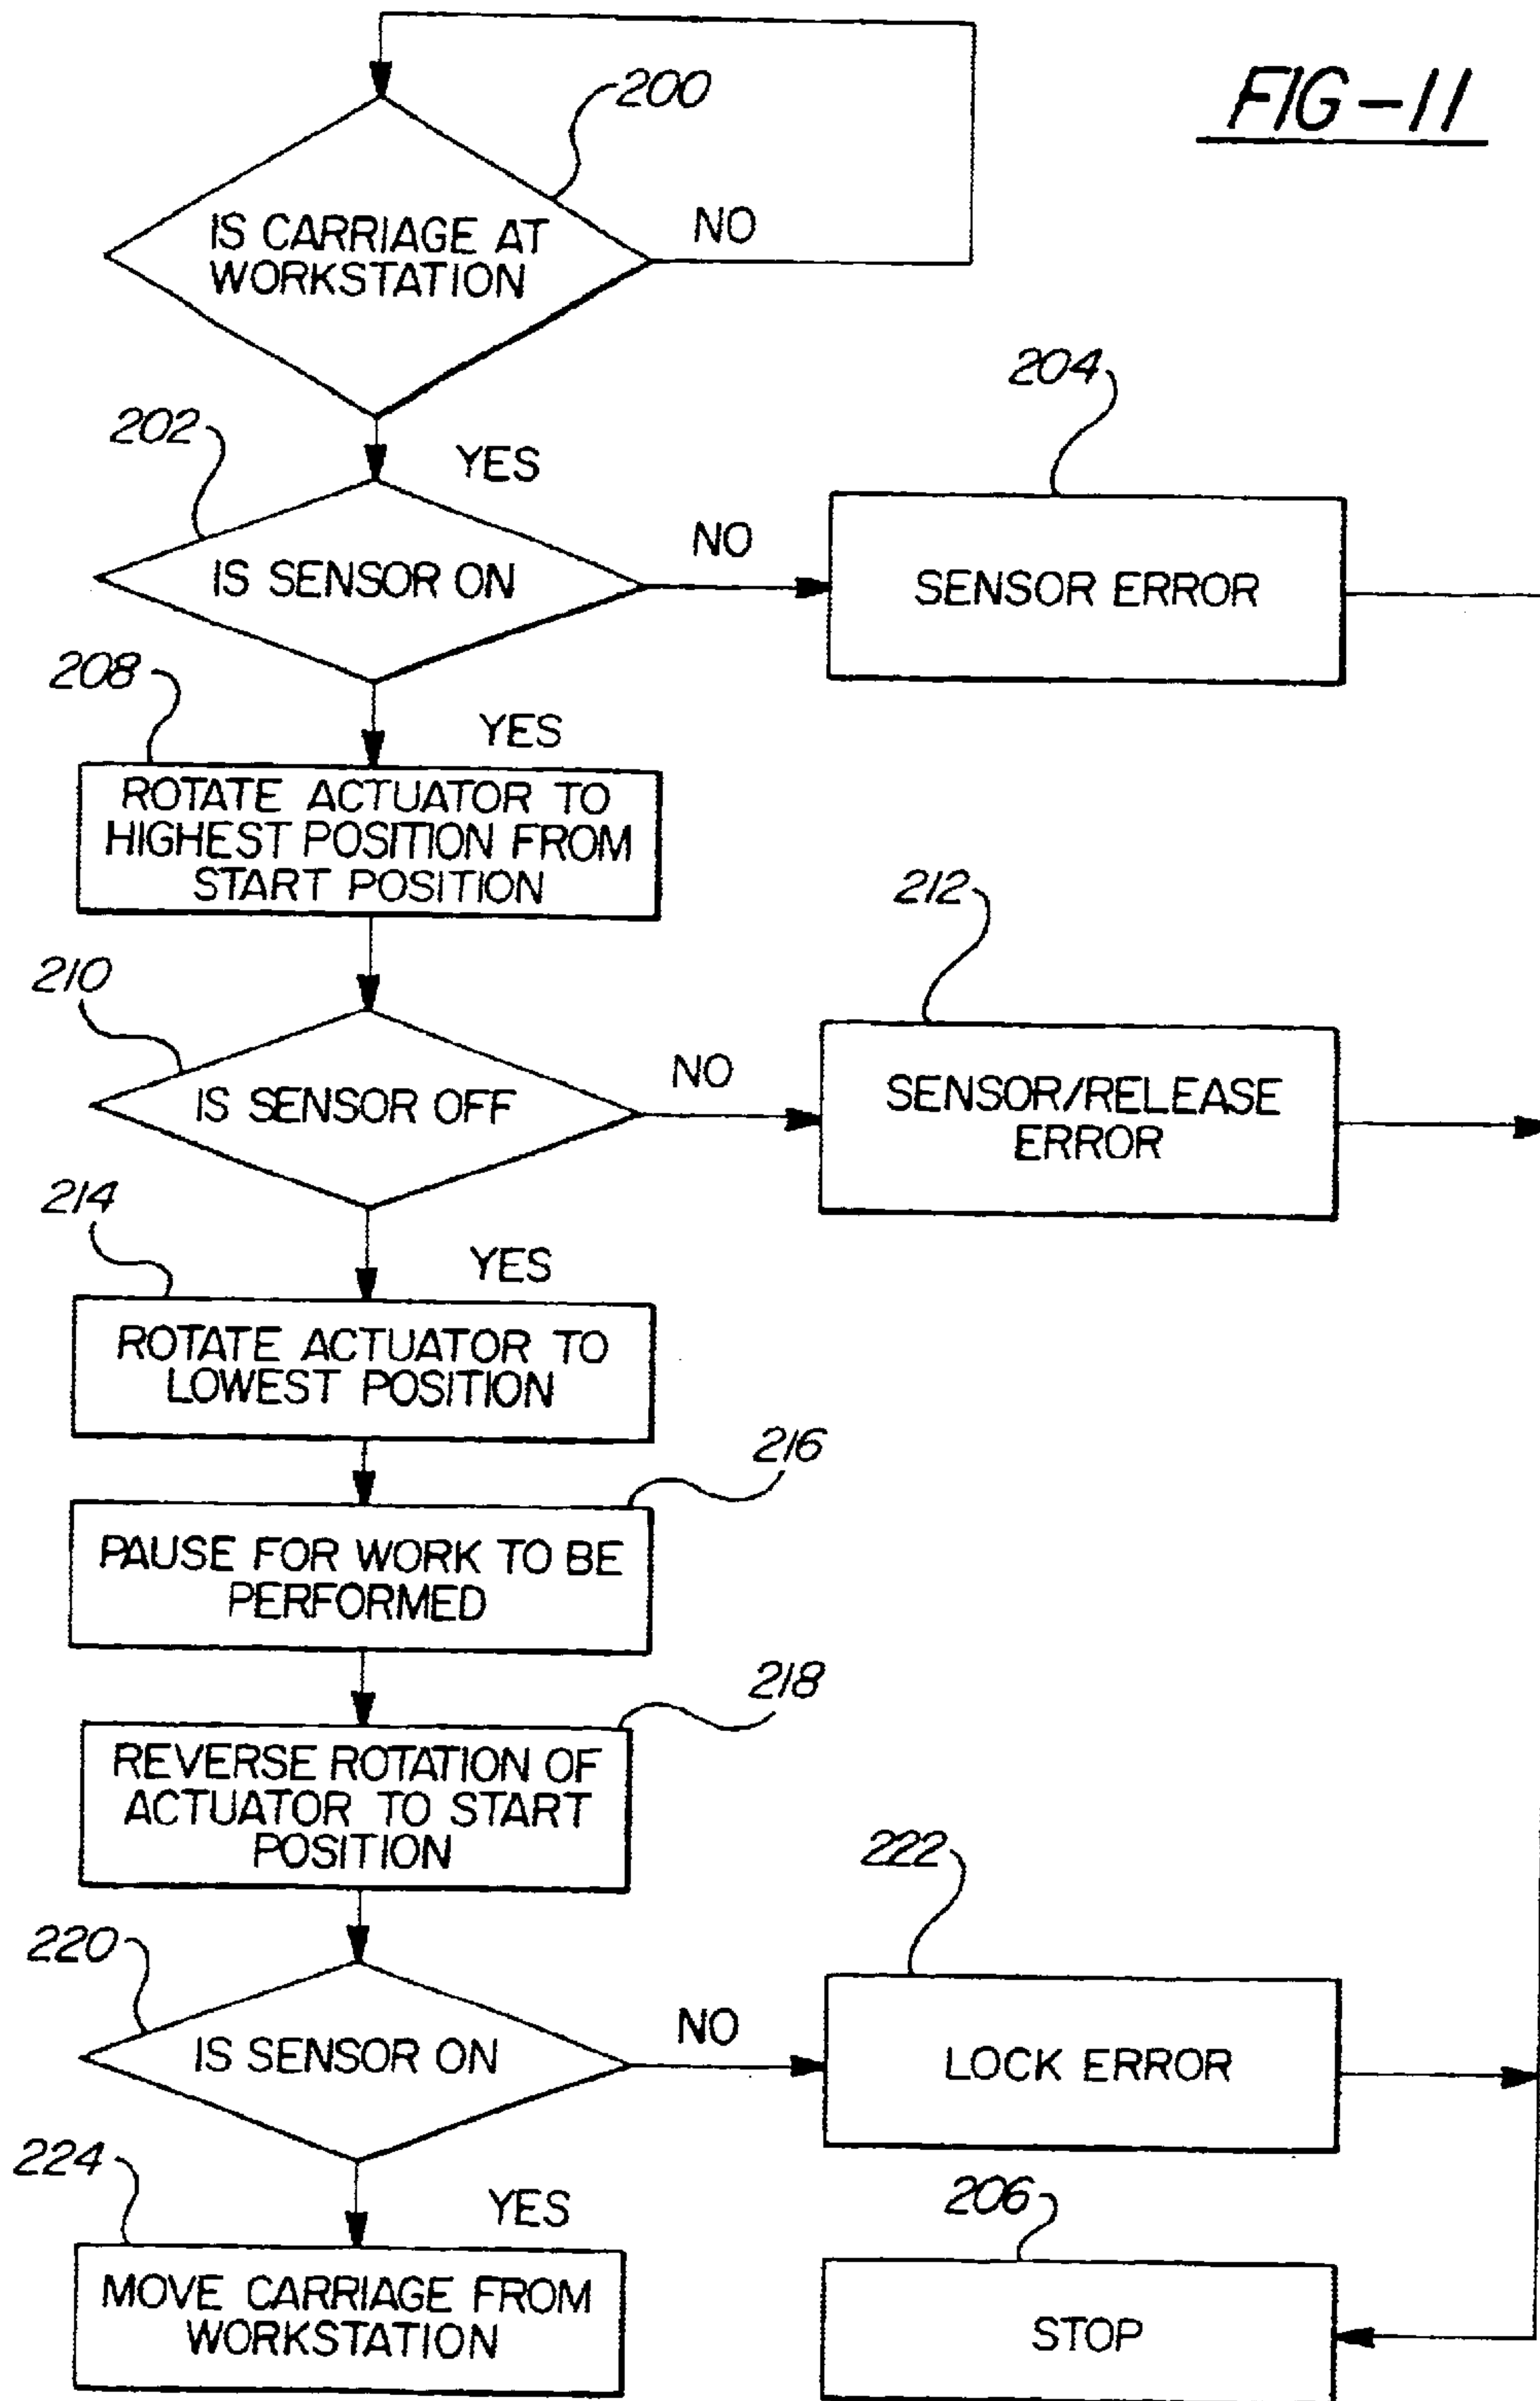 FIG-11
200
IS CARRIAGE AT
WORKSTATION
NO
204
202
YES
IS SENSOR ON
NO
SENSOR ERROR
208
YES
ROTATE ACTUATOR TO
HIGHEST POSITION FROM
START POSITION
212
210
IS SENSOR OFF
NO
SENSOR/RELEASE
ERROR
214
YES
ROTATE ACTUATOR TO
LOWEST POSITION
216
PAUSE FOR WORK TO BE
PERFORMED
218
REVERSE ROTATION OF
ACTUATOR TO START
POSITION
222
220
IS SENSOR ON
NO
LOCK ERROR
224
YES
206
MOVE CARRIAGE FROM
WORKSTATION
STOP